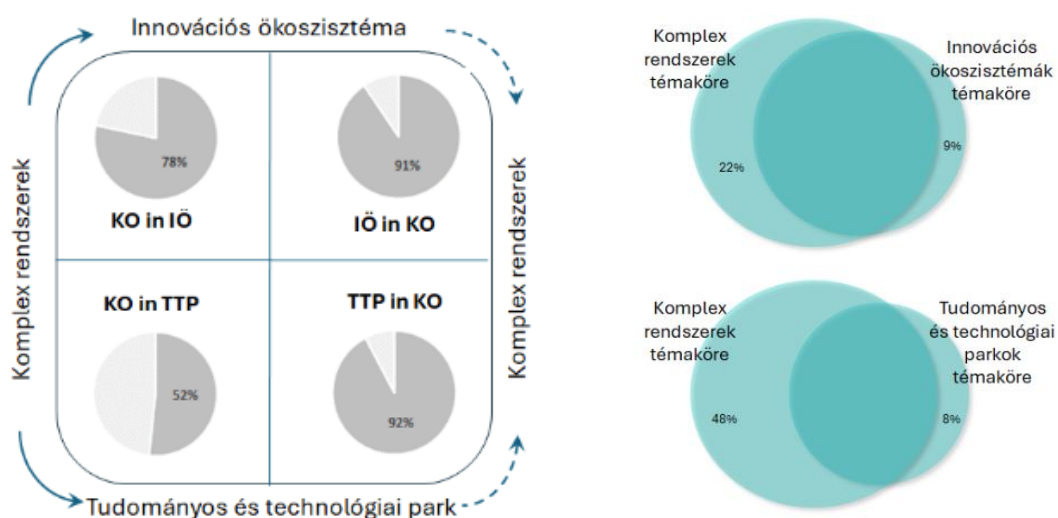 Innovációs ökoszisztéma
Komplex rendszerek
78%
KO in IÖ
91%
IÖ in KO
Komplex rendszerek
KO in TTP
52%
TTP in KO
92%
Tudományos és technológiai park
Komplex
rendszerek
témaköre
Innovációs
ökoszisztémák
témaköre
22%
9%
Komplex
rendszerek
témaköre
Tudományos
és technológiai
parkok
témaköre
48%
8%